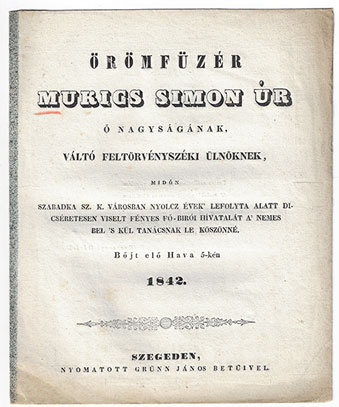 ÖRÖMFÜZÉR
MUKICS SIMON ÚR
Ő NAGYSÁGÁNAK,
VÁLTÓ FELTÖRVÉNYSZÉKI ÜLNÖKNEK,
MIDŐN
SZABADKA SZ. K. VÁROSBAN NYOLCZ ÉVEK' LEFOLYTA ALATT DI-
CSÉRETESEN VISELT FÉNYES FŐ-BIRÓI HIVATALÁT A' NEMES
BEL 'S KÜL TANÁCSNAK LE KÖSZÖNNÉ.
Bőjt elő Hava 5-kén
1842.
SZEGEDEN,
NYOMATOTT GRÜNN JÁNOS BETŰIVEL.